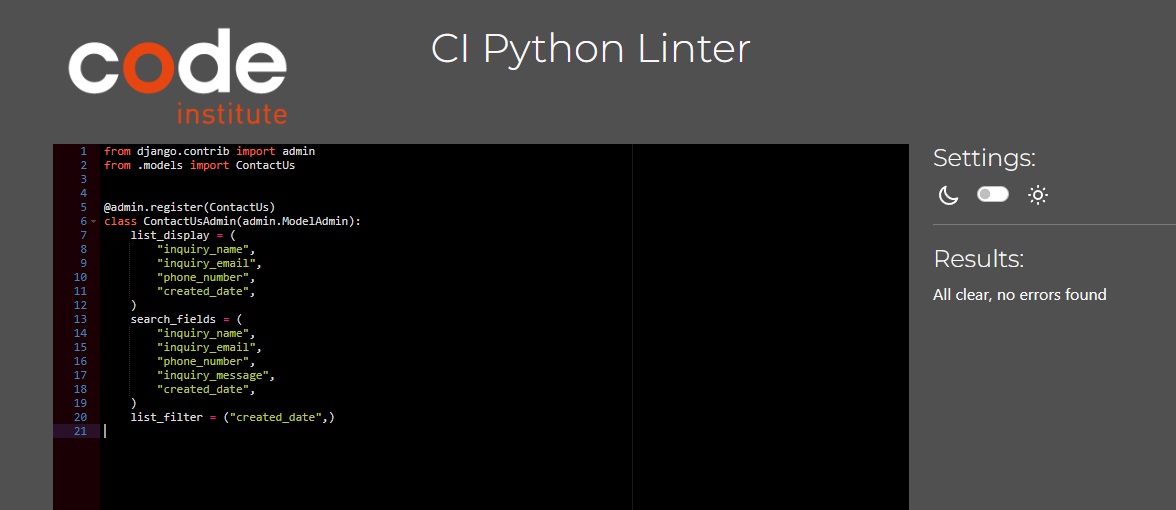 code
institute
CI Python Linter
1 from django.contrib import admin
2 from .models import ContactUs
3
4
5 @admin.register(ContactUs)
6 class ContactUsAdmin(admin.ModelAdmin):
7     list_display = (
8         "inquiry_name",
9         "inquiry_email",
10         "phone_number",
11         "created_date",
12     )
13     search_fields = (
14         "inquiry_name",
15         "inquiry_email",
16         "phone_number",
17         "inquiry_message",
18         "created_date",
19     )
20     list_filter = ("created_date",)
21
Settings:
Results:
All clear, no errors found